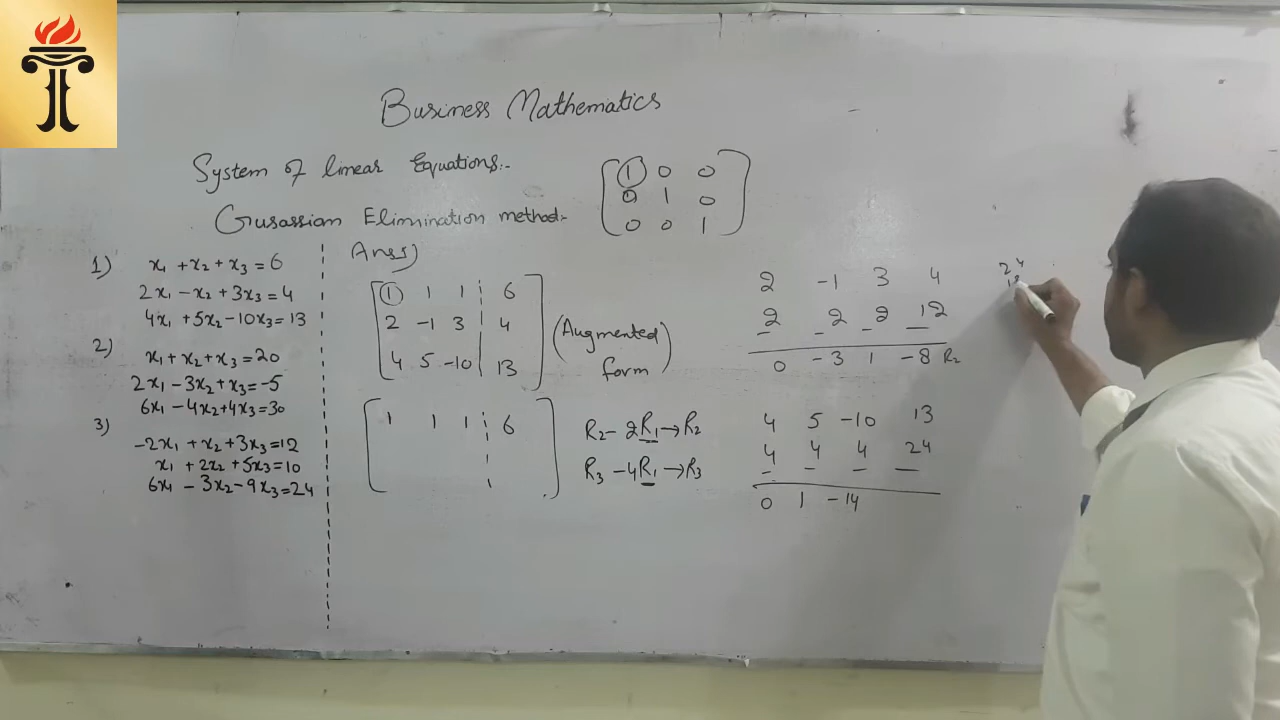 Business Mathematics
System of linear Equations:-
Gusassian Elimination method:-
1 0 0
0 1 0
0 0 1
1)
x₁ + x₂ + x₃ = 6
2x₁ - x₂ + 3x₃ = 4
4x₁ + 5x₂ - 10x₃ = 13
2)
x₁ + x₂ + x₃ = 20
2x₁ - 3x₂ + x₃ = -5
6x₁ - 4x₂ + 4x₃ = 30
3)
-2x₁ + x₂ + 3x₃ = 12
x₁ + 2x₂ + 5x₃ = 10
6x₁ - 3x₂ - 9x₃ = 24
Ans:)
1 1 1 6
2 -1 3 4
4 5 -10 13
(Augmented
form)
1 1 1 6
R₂ - 2R₁ → R₂
R₃ - 4R₁ → R₃
2 -1 3 4
2 2 2 12
0 -3 1 -8 R₂
4 5 -10 13
4 4 4 24
0 1 -14
24